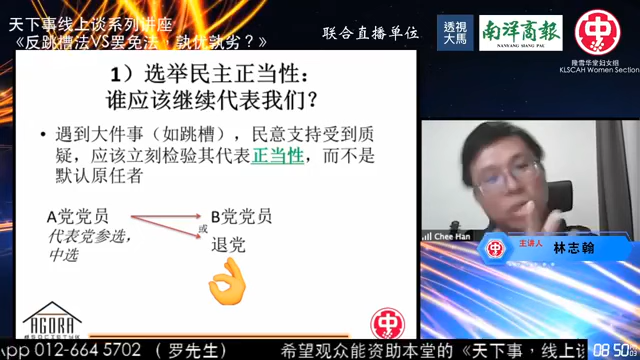 天下事线上谈系列讲座
《反跳槽法VS罢免法，孰优孰劣？》
联合直播单位
透視
大馬
南洋商報
NANYANG SIANG PAU
隆雪华堂妇女组
KLSCAH Women Section
1）选举民主正当性：
谁应该继续代表我们？
• 遇到大件事（如跳槽），民意支持受到质
疑，应该立刻检验其代表正当性，而不是
默认原任者
A党党员
代表党参选，
中选
B党党员
或
退党
Chee Han
主讲人
林志翰
AGORA
App 012-664 5702 （罗先生）
希望观众能资助本堂的《天下事，线上谈
08:50